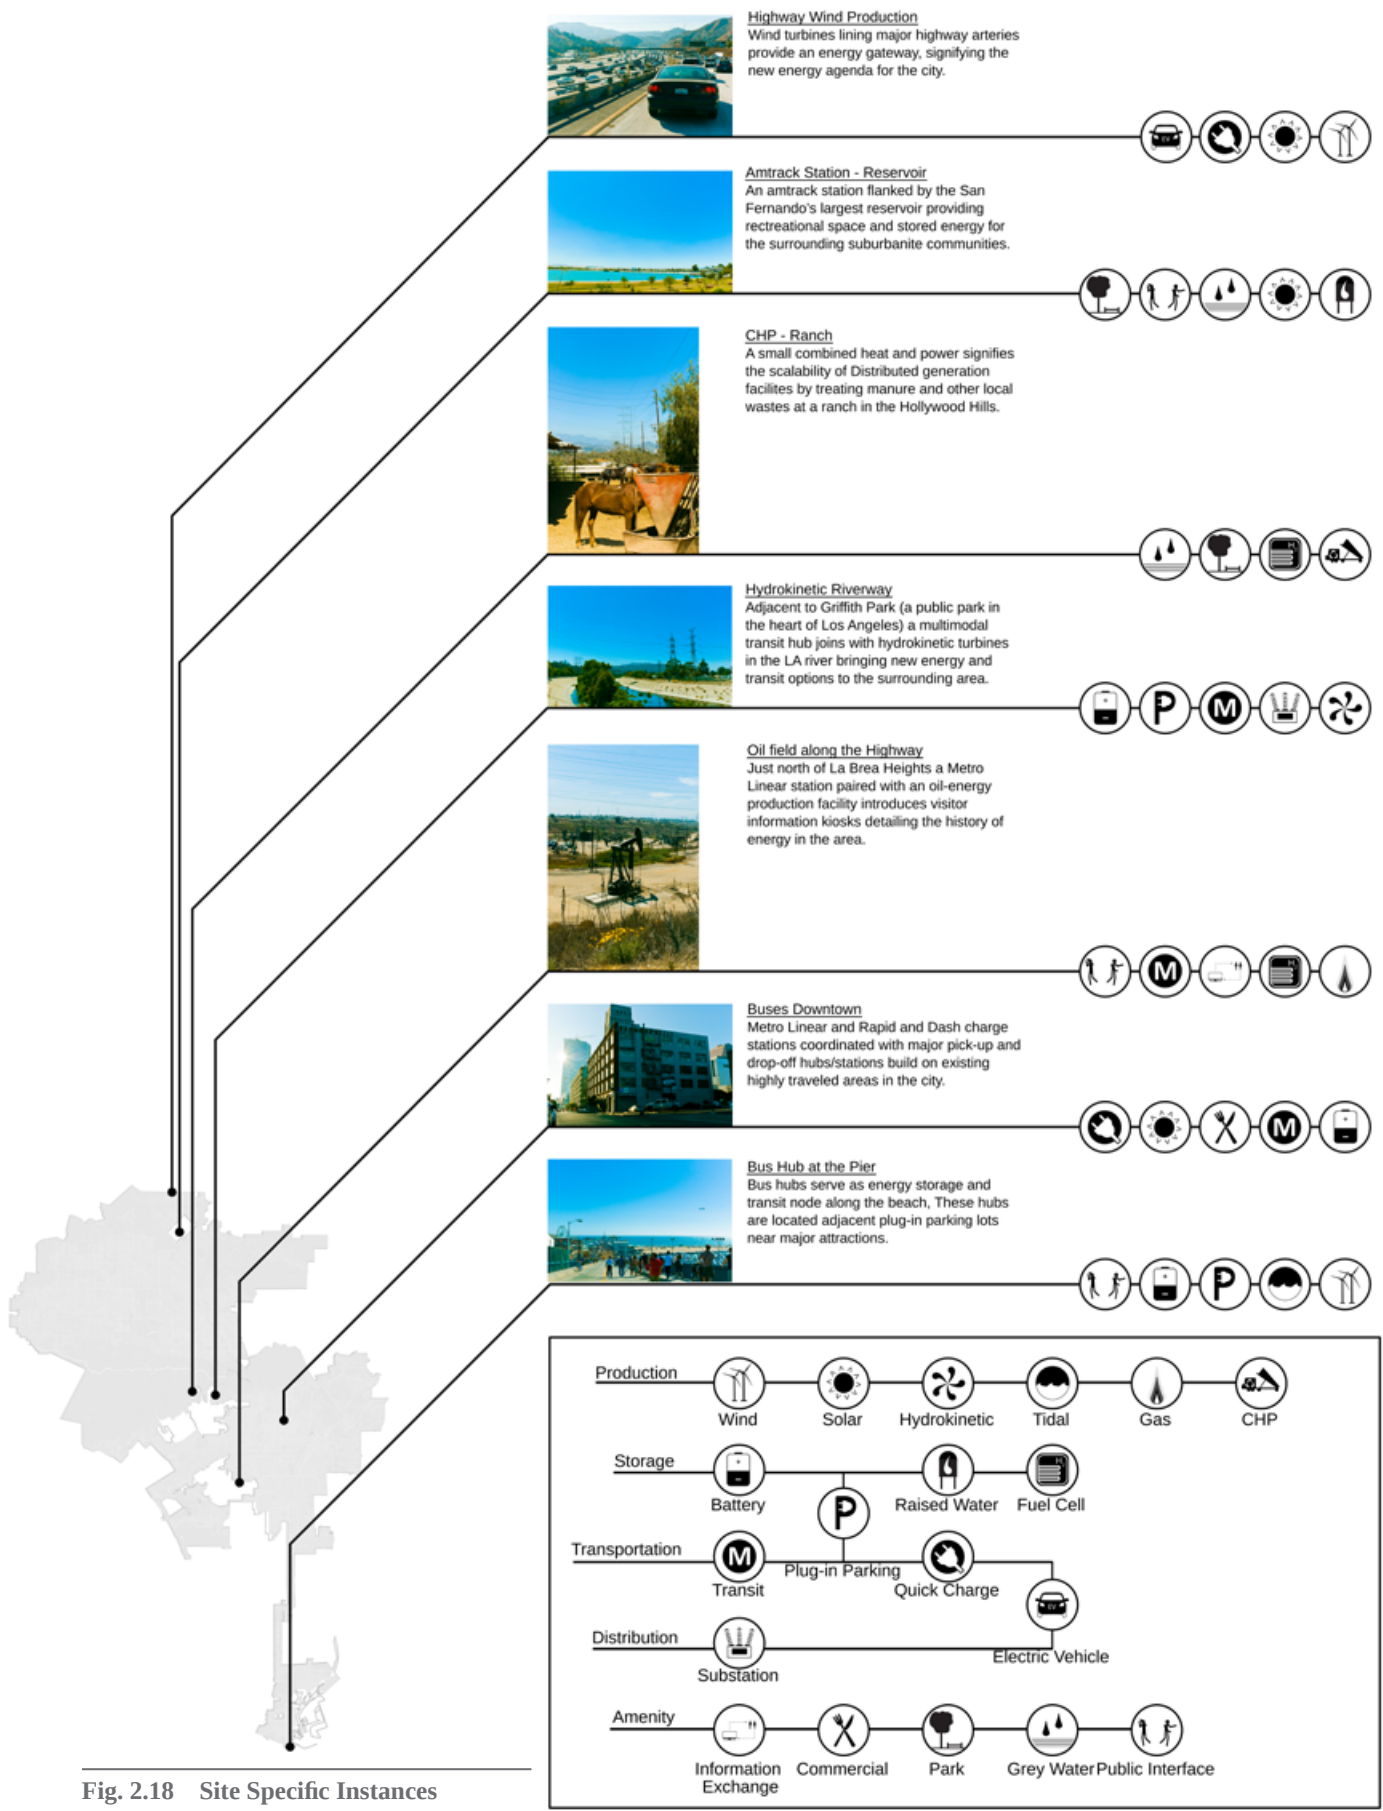 Highway Wind Production
Wind turbines lining major highway arteries
provide an energy gateway, signifying the
new energy agenda for the city.
Amtrack Station - Reservoir
An amtrack station flanked by the San
Fernando's largest reservoir providing
rectreational space and stored energy for
the surrounding suburbanite communities.
CHP - Ranch
A small combined heat and power signifies
the scalability of Distributed generation
facilites by treating manure and other local
wastes at a ranch in the Hollywood Hills.
Hydrokinetic Riverway
Adjacent to Griffith Park (a public park in
the heart of Los Angeles) a multimodal
transit hub joins with hydrokinetic turbines
in the LA river bringing new energy and
transit options to the surrounding area.
P M
Oil field along the Highway
Just north of La Brea Heights a Metro
Linear station paired with an oil-energy
production facility introduces visitor
information kiosks detailing the history of
energy in the area.
M
Buses Downtown
Metro Linear and Rapid and Dash charge
stations coordinated with major pick-up and
drop-off hubs/stations build on existing
highly traveled areas in the city.
M
Bus Hub at the Pier
Bus hubs serve as energy storage and
transit node along the beach, These hubs
are located adjacent plug-in parking lots
near major attractions.
P
Production
Wind Solar Hydrokinetic Tidal Gas CHP
Storage
Battery Raised Water Fuel Cell
P
Transportation
M
Plug-in Parking
Transit Quick Charge
EV
Distribution
Electric Vehicle
Substation
Amenity
Information Commercial Park Grey Water Public Interface
Exchange
Fig. 2.18 Site Specific Instances